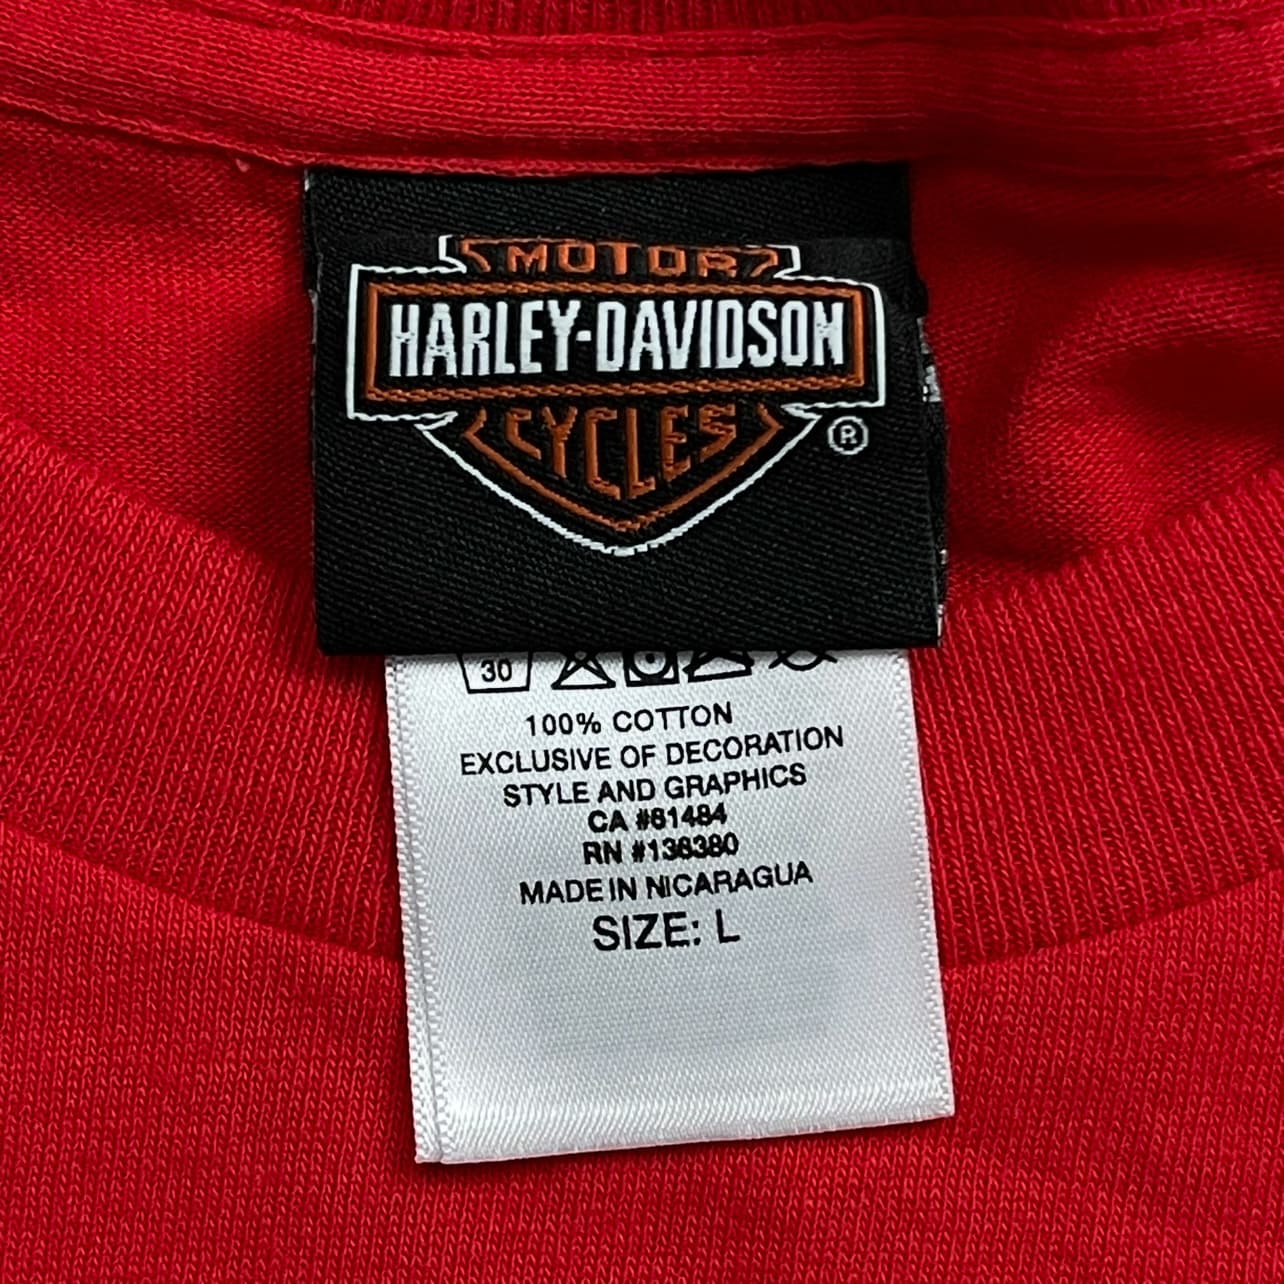 MOTOR
HARLEY-DAVIDSON
CYCLES
®
30
100% COTTON
EXCLUSIVE OF DECORATION
STYLE AND GRAPHICS
CA #61484
RN #136380
MADE IN NICARAGUA
SIZE: L